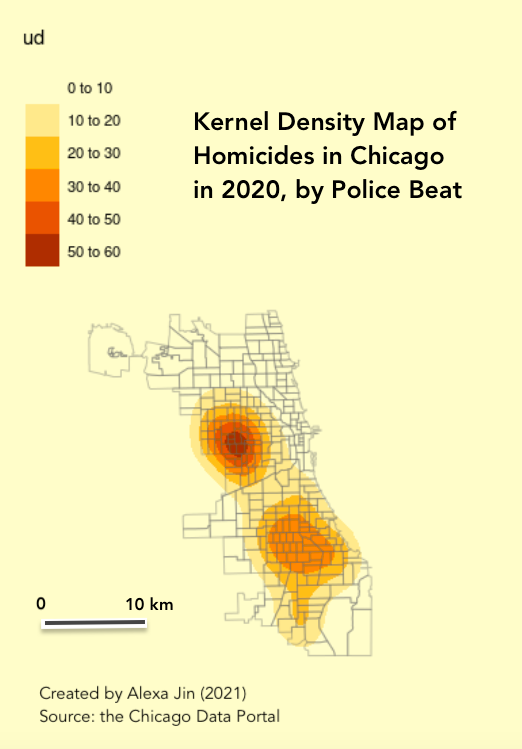 ud
0 to 10
10 to 20
20 to 30
30 to 40
40 to 50
50 to 60
Kernel Density Map of
Homicides in Chicago
in 2020, by Police Beat
0 10 km
Created by Alexa Jin (2021)
Source: the Chicago Data Portal